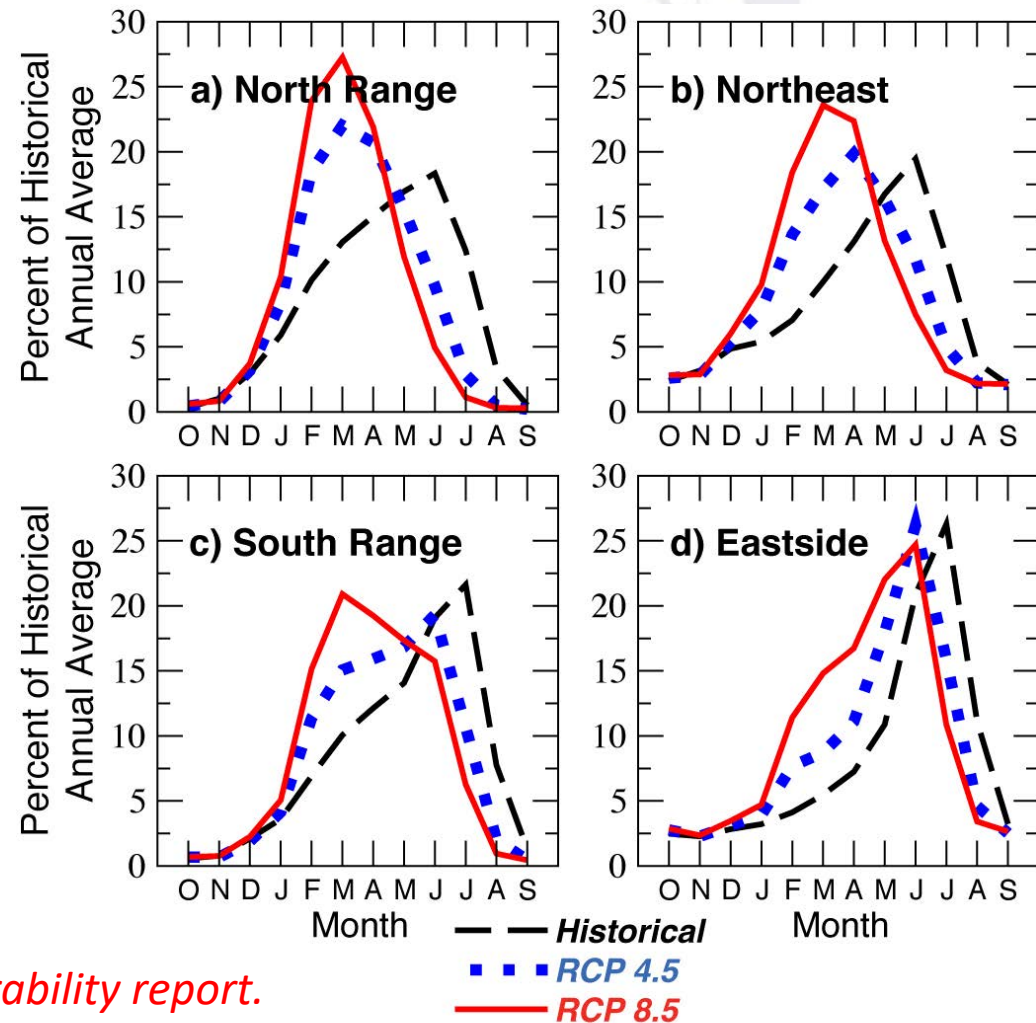 Percent of Historical
Annual Average
30
25
20
15
10
5
0
a) North Range
O N D J F M A M J J A S
30
25
20
15
10
5
0
b) Northeast
O N D J F M A M J J A S
Percent of Historical
Annual Average
30
25
20
15
10
5
0
c) South Range
O N D J F M A M J J A S
Month
30
25
20
15
10
5
0
d) Eastside
O N D J F M A M J J A S
Month
Historical
RCP 4.5
RCP 8.5
ability report.